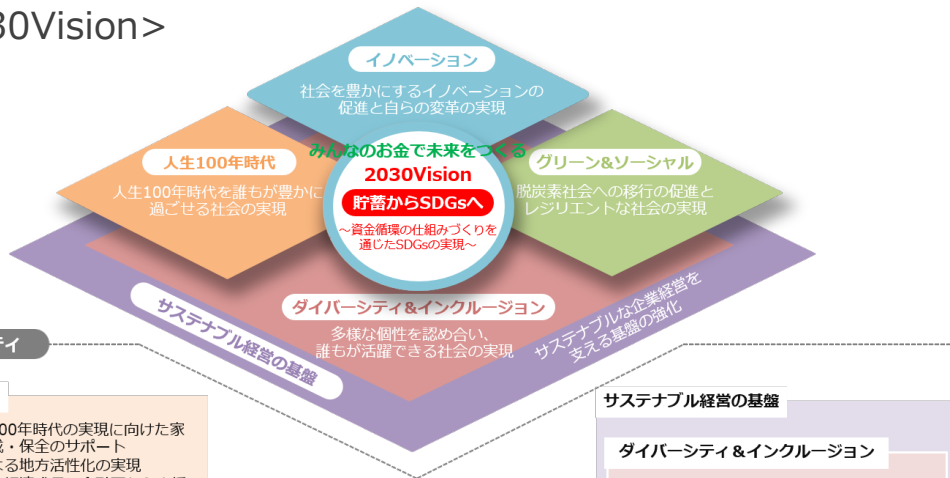 30Vision>
イノベーション
社会を豊かにするイノベーションの
促進と自らの変革の実現
人生100年時代
人生100年時代を誰もが豊かに
過ごせる社会の実現
みんなのお金で未来をつくる
2030Vision
貯蓄からSDGsへ
～資金循環の仕組みづくりを
通じたSDGsの実現～
グリーン&ソーシャル
脱炭素社会への移行の促進と
レジリエントな社会の実現
ダイバーシティ&インクルージョン
多様な個性を認め合い、
誰もが活躍できる社会の実現
サステナブル経営の基盤
サステナブルな企業経営を
支える基盤の強化
ティ
00年時代の実現に向けた家
・保全のサポート
る地方活性化の実現
サステナブル経営の基盤
ダイバーシティ&インクルージョン